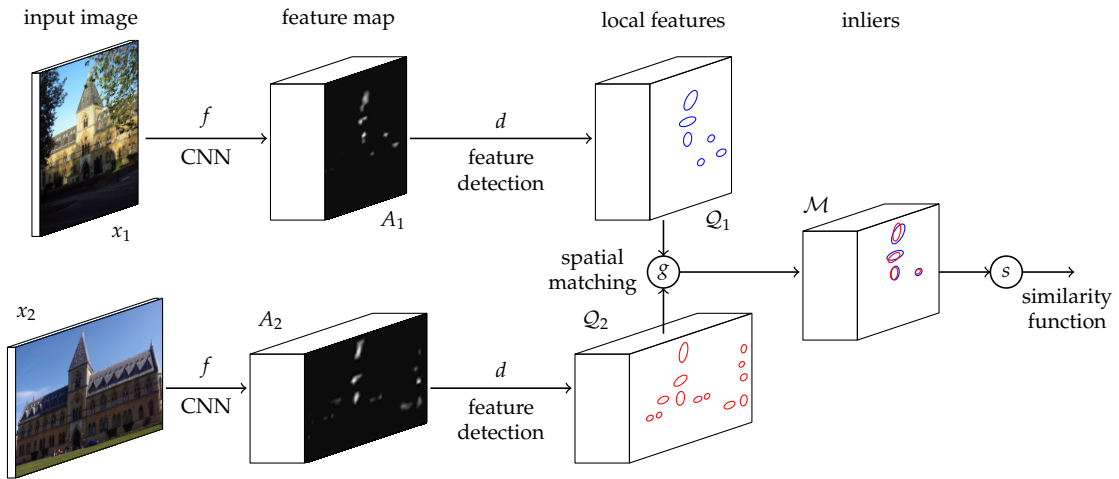 input image
feature map
local features
inliers
f
CNN
d
feature
detection
x₁
A₁
𝒬₁
ℳ
spatial
matching
g
s
similarity
function
x₂
A₂
𝒬₂
f
CNN
d
feature
detection